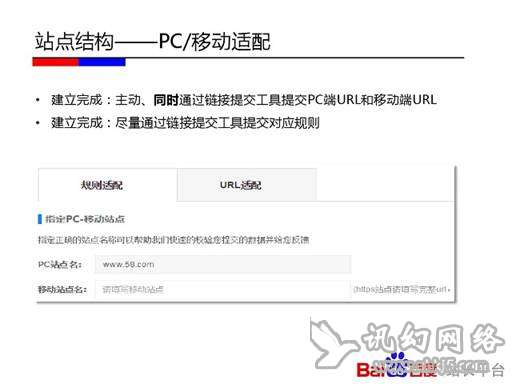 站点结构——PC/移动适配
• 建立完成：主动、同时通过链接提交工具提交PC端URL和移动端URL
• 建立完成：尽量通过链接提交工具提交对应规则
规则适配 URL适配
指定PC-移动站点
指定正确的站点名称可以帮助我们快速的校验您提交的数据并给您反馈
PC站点名： www.58.com
移动站点名： 请填写移动站点 (https站点请填写完整url，
讯幻网络
Bai百度 站长平台